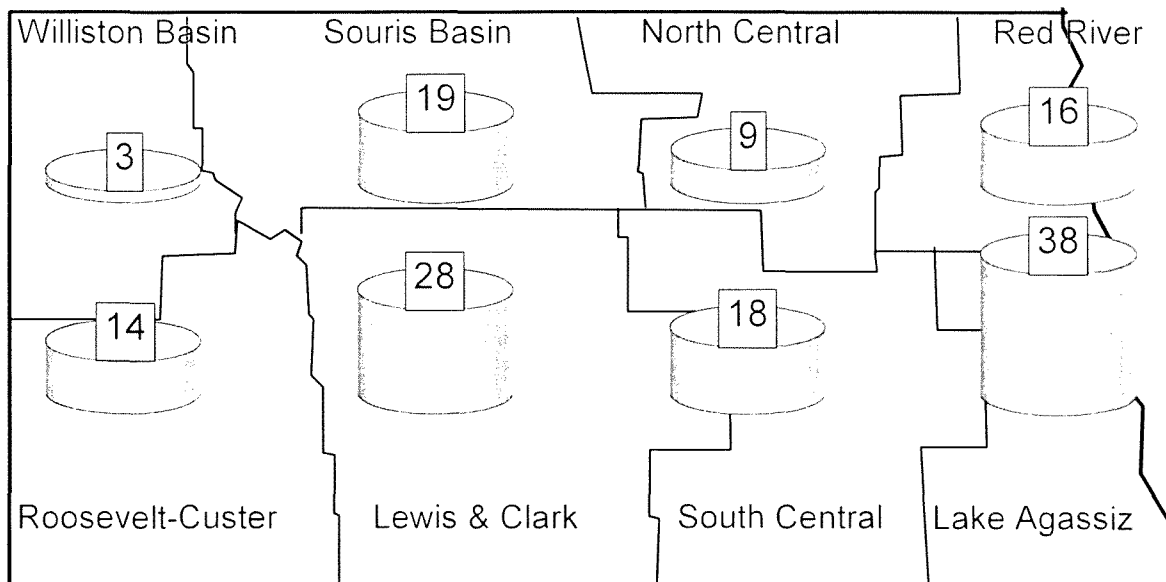 Williston Basin Souris Basin North Central Red River
19 16
3 9
28 38
14 18
Roosevelt-Custer Lewis & Clark South Central Lake Agassiz